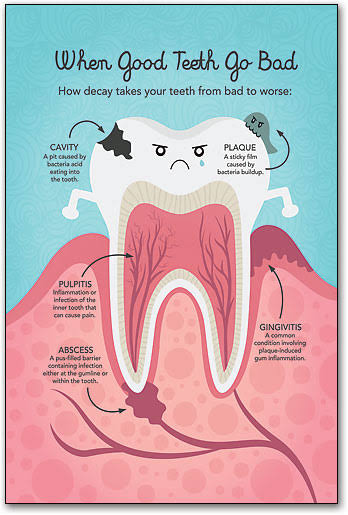 When Good Teeth Go Bad
How decay takes your teeth from bad to worse:
CAVITY
A pit caused by
bacteria acid
eating into
the tooth.
PLAQUE
A sticky film
caused by
bacteria buildup.
PULPITIS
Inflammation or
infection of the
inner tooth that
can cause pain.
GINGIVITIS
A common
condition involving
plaque-induced
gum inflammation.
ABSCESS
A pus-filled barrier
containing infection
either at the gumline or
within the tooth.